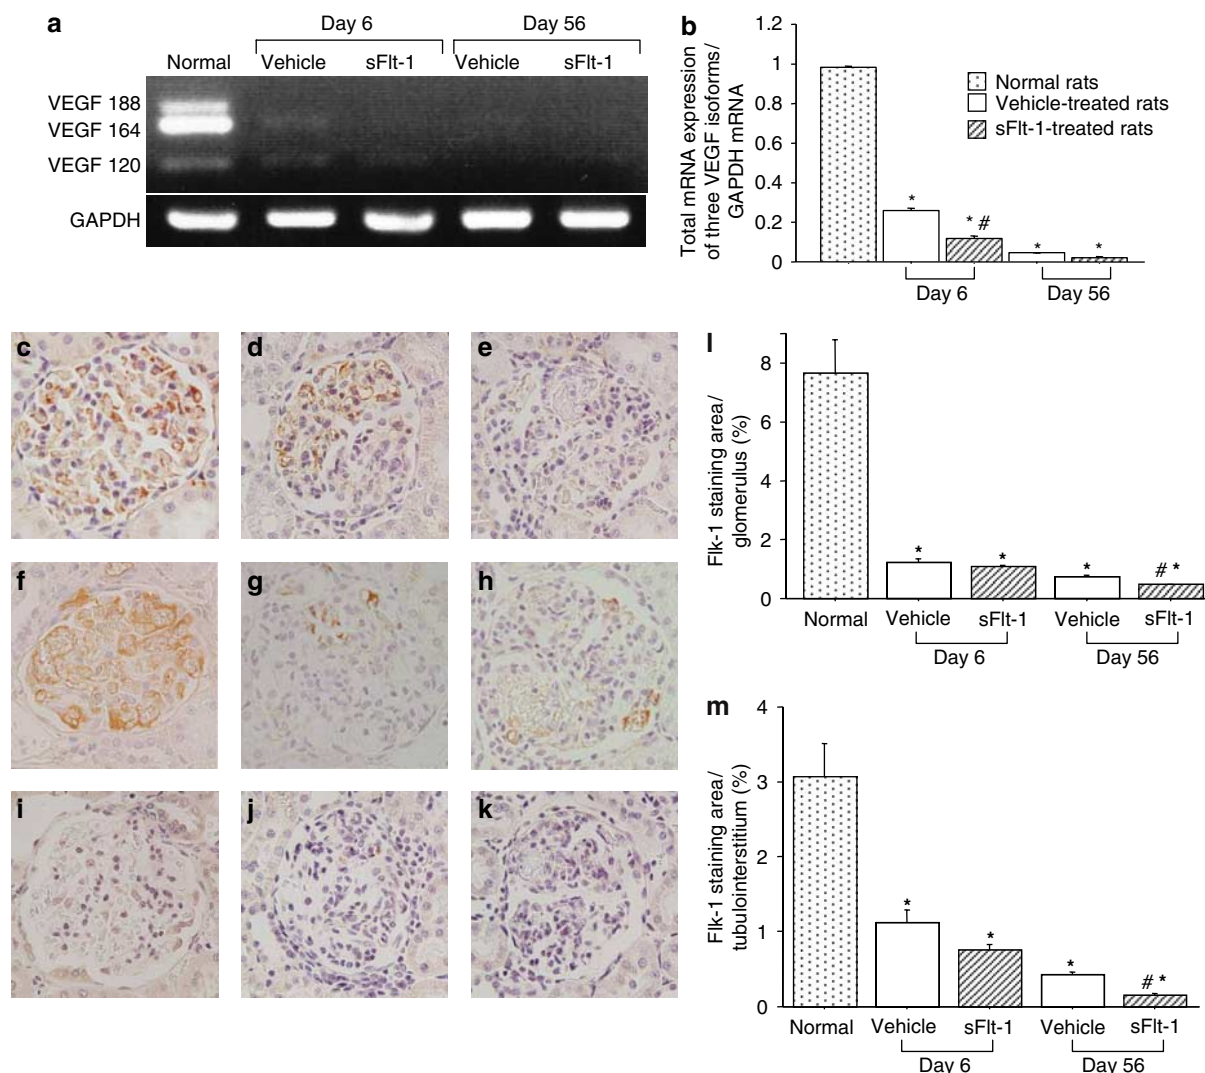 a
Day 6
Day 56
Normal
Vehicle
sFlt-1
Vehicle
sFlt-1
VEGF 188
VEGF 164
VEGF 120
GAPDH
b
Total mRNA expression
of three VEGF isoforms/
GAPDH mRNA
1.2
1
0.8
0.6
0.4
0.2
0
Normal rats
Vehicle-treated rats
sFlt-1-treated rats
*
* #
*
*
Day 6
Day 56
c
d
e
f
g
h
i
j
k
l
Flk-1 staining area/
glomerulus (%)
8
6
4
2
0
*
*
*
# *
Normal
Vehicle
sFlt-1
Vehicle
sFlt-1
Day 6
Day 56
m
Flk-1 staining area/
tubulointerstitium (%)
4
3
2
1
0
*
*
*
# *
Normal
Vehicle
sFlt-1
Vehicle
sFlt-1
Day 6
Day 56